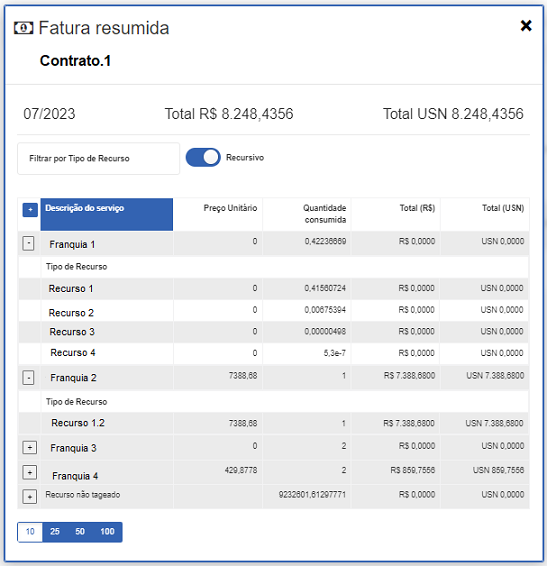 Fatura resumida
Contrato.1
07/2023 Total R$ 8.248,4356 Total USN 8.248,4356
Filtrar por Tipo de Recurso Recursivo
+ Descrição do serviço Preço Unitário Quantidade consumida Total (R$) Total (USN)
- Franquia 1 0 0,42236669 R$ 0,0000 USN 0,0000
Tipo de Recurso
Recurso 1 0 0,41560724 R$ 0,0000 USN 0,0000
Recurso 2 0 0,00675394 R$ 0,0000 USN 0,0000
Recurso 3 0 0,00000498 R$ 0,0000 USN 0,0000
Recurso 4 0 5,3e-7 R$ 0,0000 USN 0,0000
- Franquia 2 7388,68 1 R$ 7.388,6800 USN 7.388,6800
Tipo de Recurso
Recurso 1.2 7388,68 1 R$ 7.388,6800 USN 7.388,6800
+ Franquia 3 0 2 R$ 0,0000 USN 0,0000
+ Franquia 4 429,8778 2 R$ 859,7556 USN 859,7556
+ Recurso não tageado 9232601,61297771 R$ 0,0000 USN 0,0000
10 25 50 100